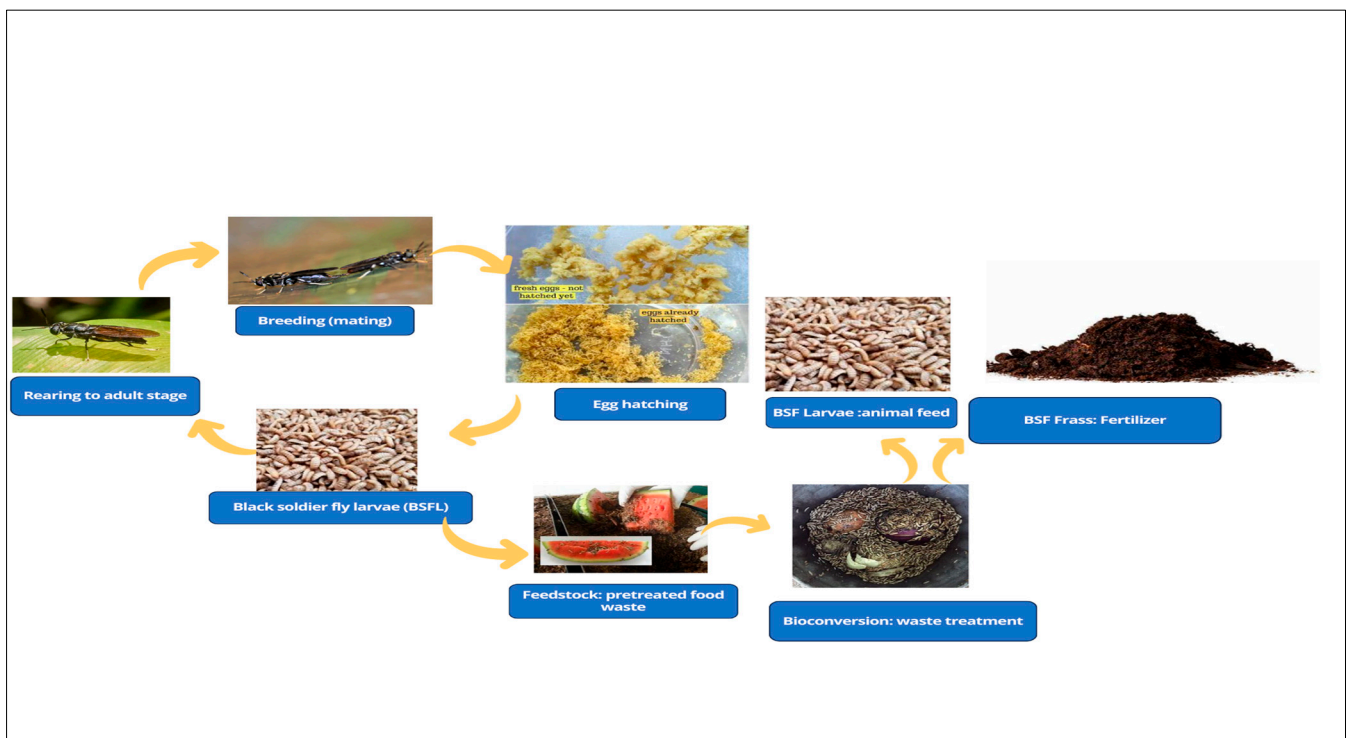 fresh eggs - not
hatched yet
eggs already
hatched
Breeding (mating)
Rearing to adult stage
Egg hatching
BSF Larvae :animal feed
BSF Frass: Fertilizer
Black soldier fly larvae (BSFL)
Feedstock: pretreated food
waste
Bioconversion: waste treatment